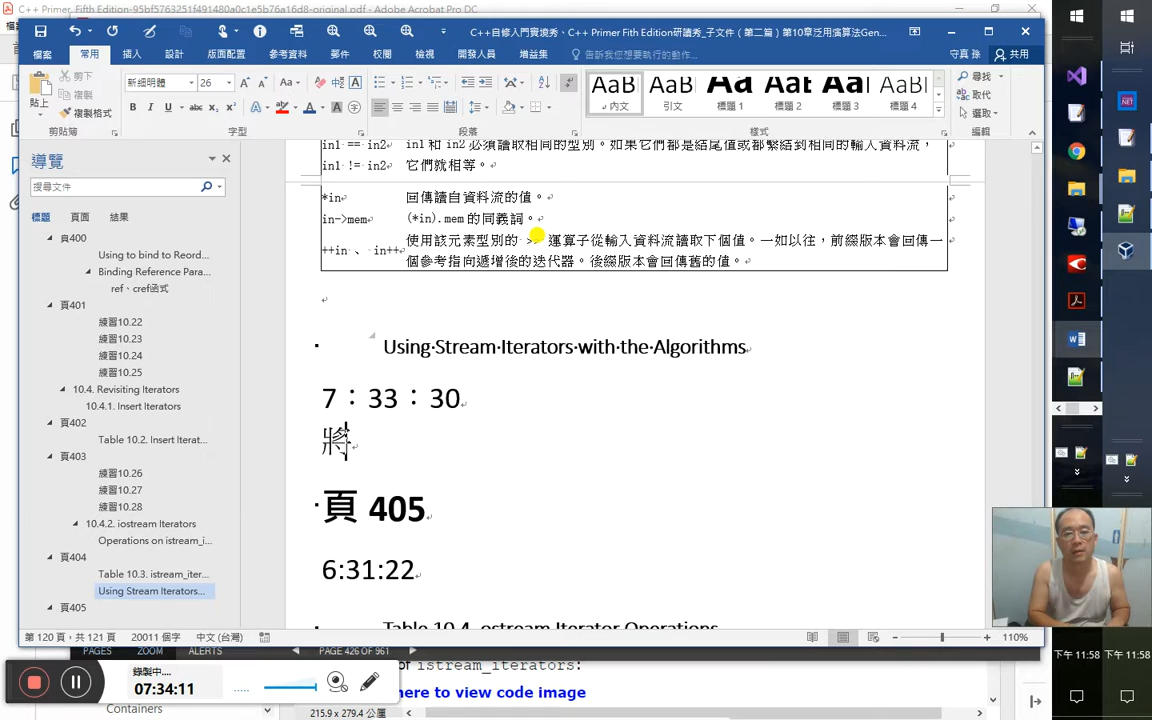 C++ Primer, Fifth Edition-95bf5763251f491480a0c1e5b76a16d8-original.pdf - Adobe Acrobat Pro DC
C++自修入門資燒秀、C++ Primer Fith Edition研讀秀_子文件（第二篇）第10章泛用演算法Gen...
檔案 常用 插入 設計 版面配置 參考資料 郵件 校閱 檢視 開發人員 增益集 告訴我您想要執行的動作... 守真 孫 共用
貼上 剪下 複製 複製格式
新細明體 26
AaB AaB Aa Aat Aa AaBl
內文 引文 標題 1 標題 2 標題 3 標題 4
尋找 取代 選取
剪貼簿 字型 段落 樣式 編輯
導覽
搜尋文件
標題 頁面 結果
頁400
Using to bind to Reord...
Binding Reference Para...
ref、cref函式
頁401
練習10.22
練習10.23
練習10.24
練習10.25
10.4. Revisiting Iterators
10.4.1. Insert Iterators
頁402
Table 10.2. Insert Iterat...
頁403
練習10.26
練習10.27
練習10.28
10.4.2. iostream Iterators
Operations on istream_i...
頁404
Table 10.3. istream_iter...
Using Stream Iterators...
頁405
in1 == in2 in1 和 in2 必須讀取相同的型別。如果它們都是結尾值或都繫結到相同的輸入資料流，
in1 != in2 它們就相等。
*in 回傳讀自資料流的值。
in->mem (*in).mem 的同義詞。
++in 、 in++ 使用該元素型別的 >> 運算子從輸入資料流讀取下個值。一如以往，前綴版本會回傳一
個參考指向遞增後的迭代器。後綴版本會回傳舊的值。
Using Stream Iterators with the Algorithms
7：33：30
將
頁 405
6:31:22
Table 10.4. ostream Iterator Operations
第 120 頁，共 121 頁 20011 個字 中文 (台灣) 110%
PAGES ZOOM ALERTS PAGE 426 OF 961
錄製中...
07:34:11
of istream_iterators:
here to view code image
Containers
215.9 x 279.4 公厘
下午 11:58 下午 11:58